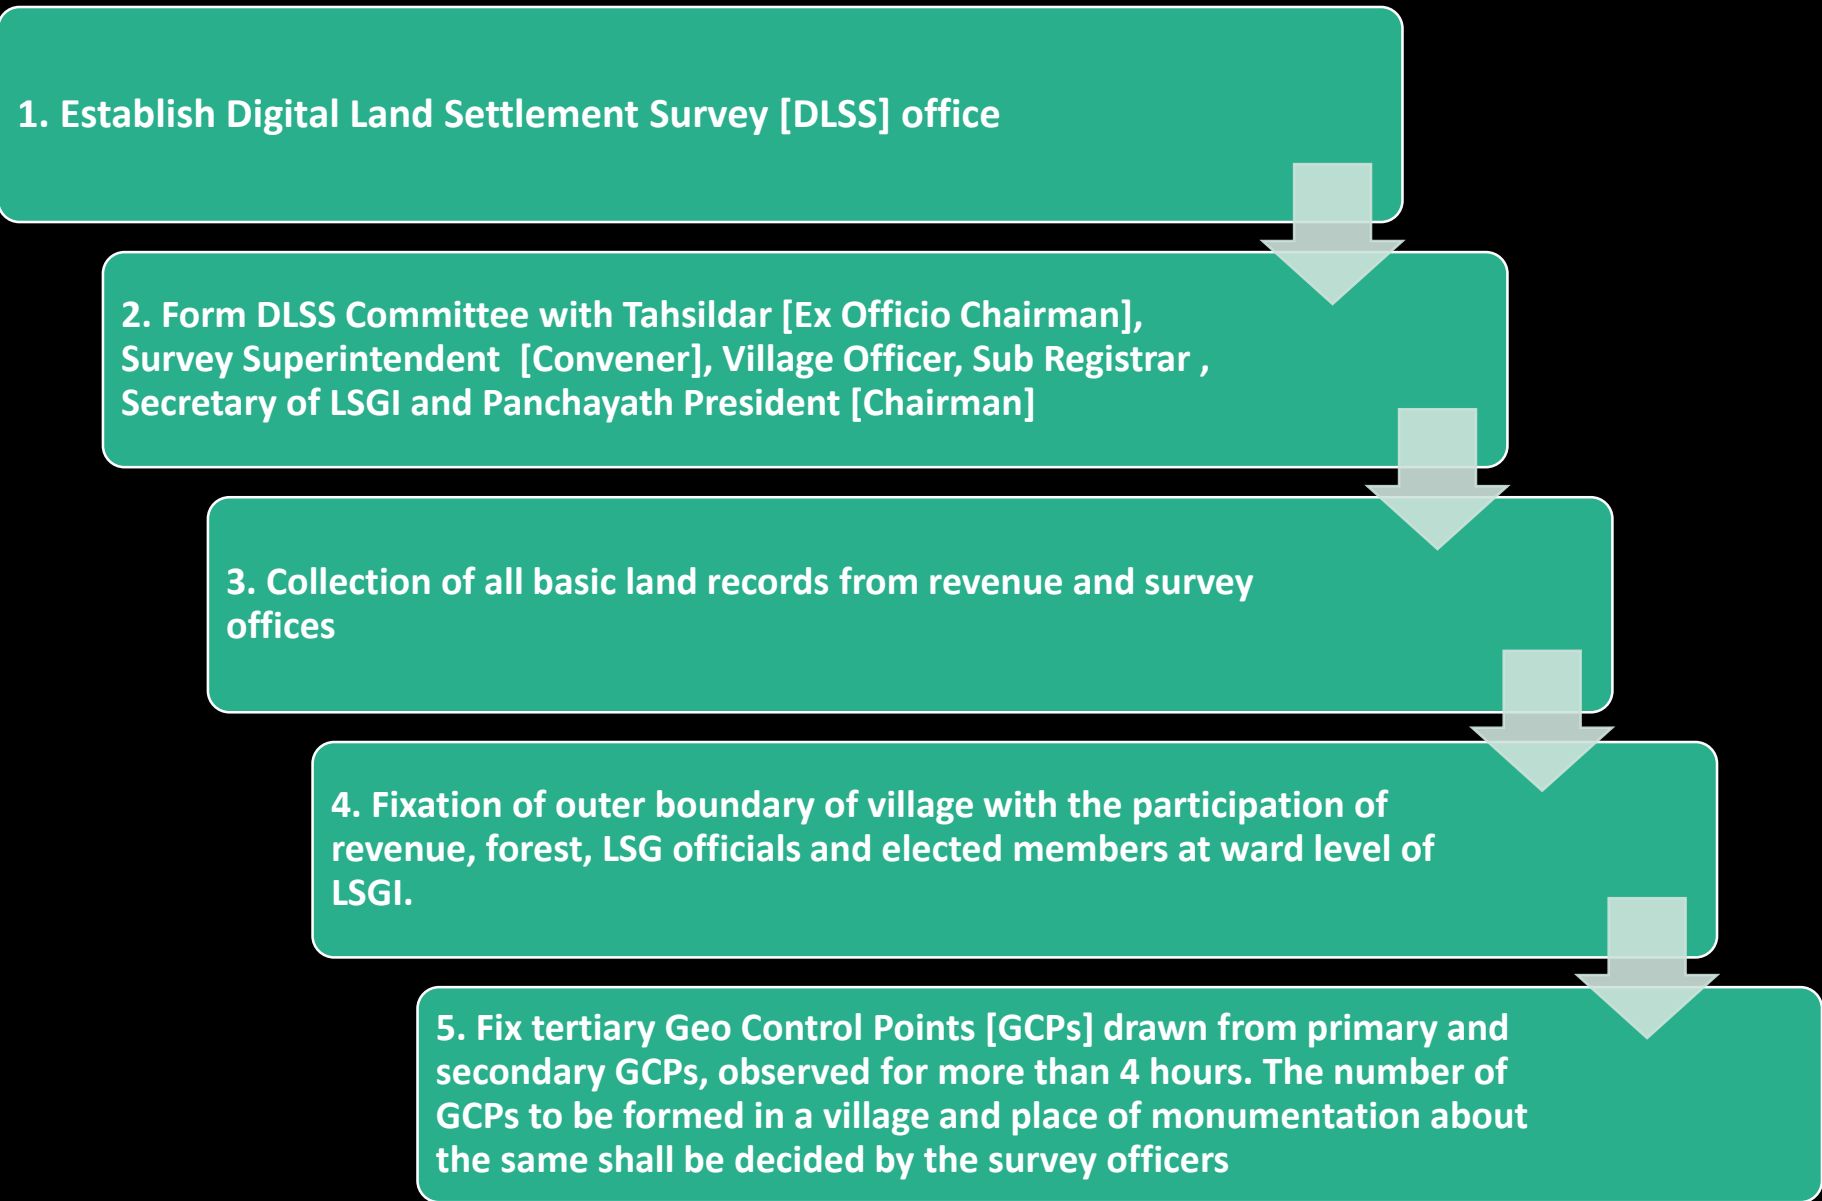 1. Establish Digital Land Settlement Survey [DLSS] office
2. Form DLSS Committee with Tahsildar [Ex Officio Chairman],
Survey Superintendent  [Convener], Village Officer, Sub Registrar ,
Secretary of LSGI and Panchayath President [Chairman]
3. Collection of all basic land records from revenue and survey
offices
4. Fixation of outer boundary of village with the participation of
revenue, forest, LSG officials and elected members at ward level of
LSGI.
5. Fix tertiary Geo Control Points [GCPs] drawn from primary and
secondary GCPs, observed for more than 4 hours. The number of
GCPs to be formed in a village and place of monumentation about
the same shall be decided by the survey officers